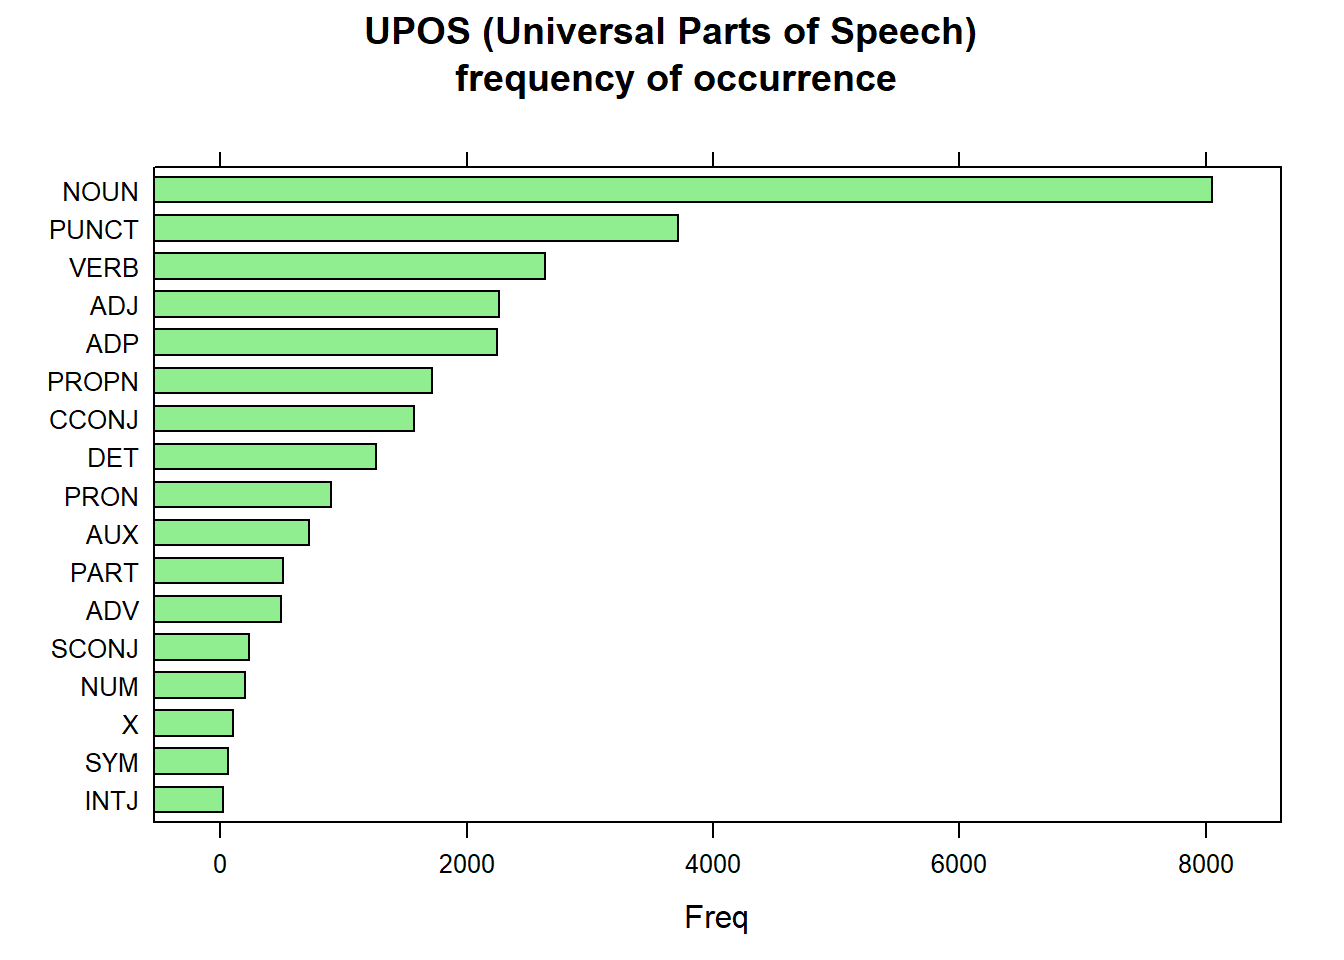 UPOS (Universal Parts of Speech)
frequency of occurrence
NOUN
PUNCT
VERB
ADJ
ADP
PROPN
CCONJ
DET
PRON
AUX
PART
ADV
SCONJ
NUM
X
SYM
INTJ
0 2000 4000 6000 8000
Freq